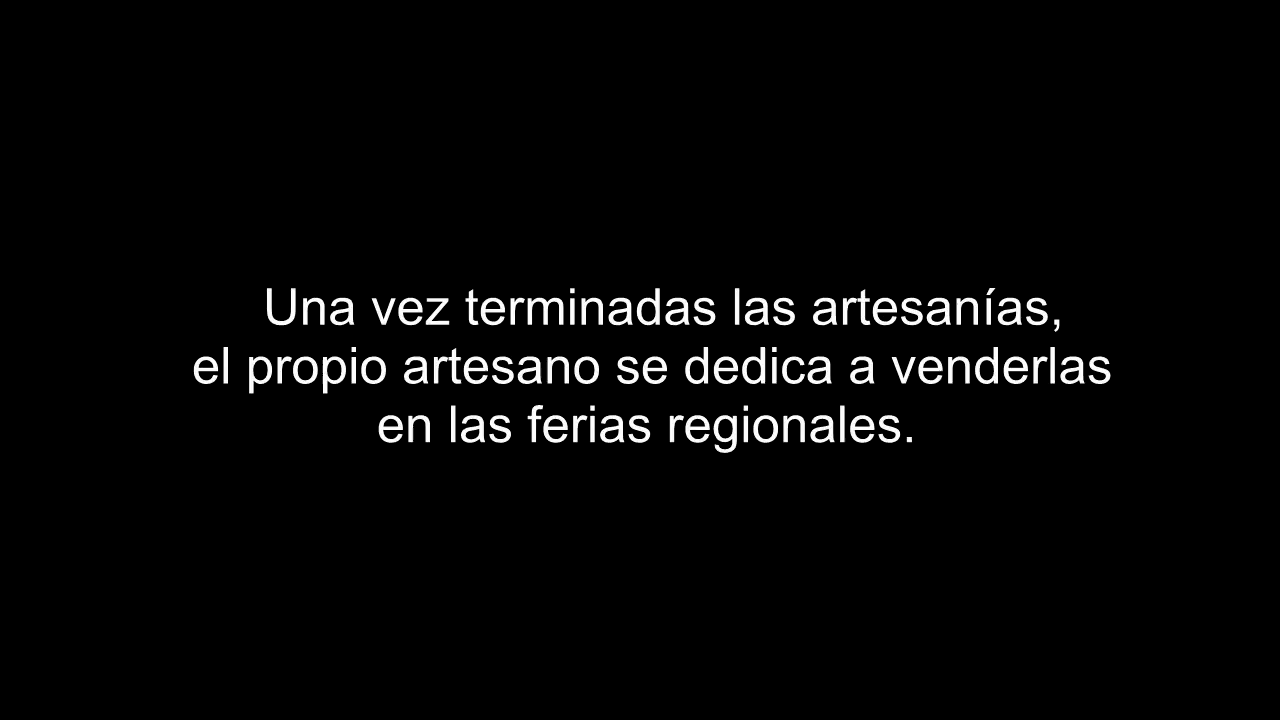 Una vez terminadas las artesanías,
el propio artesano se dedica a venderlas
en las ferias regionales.